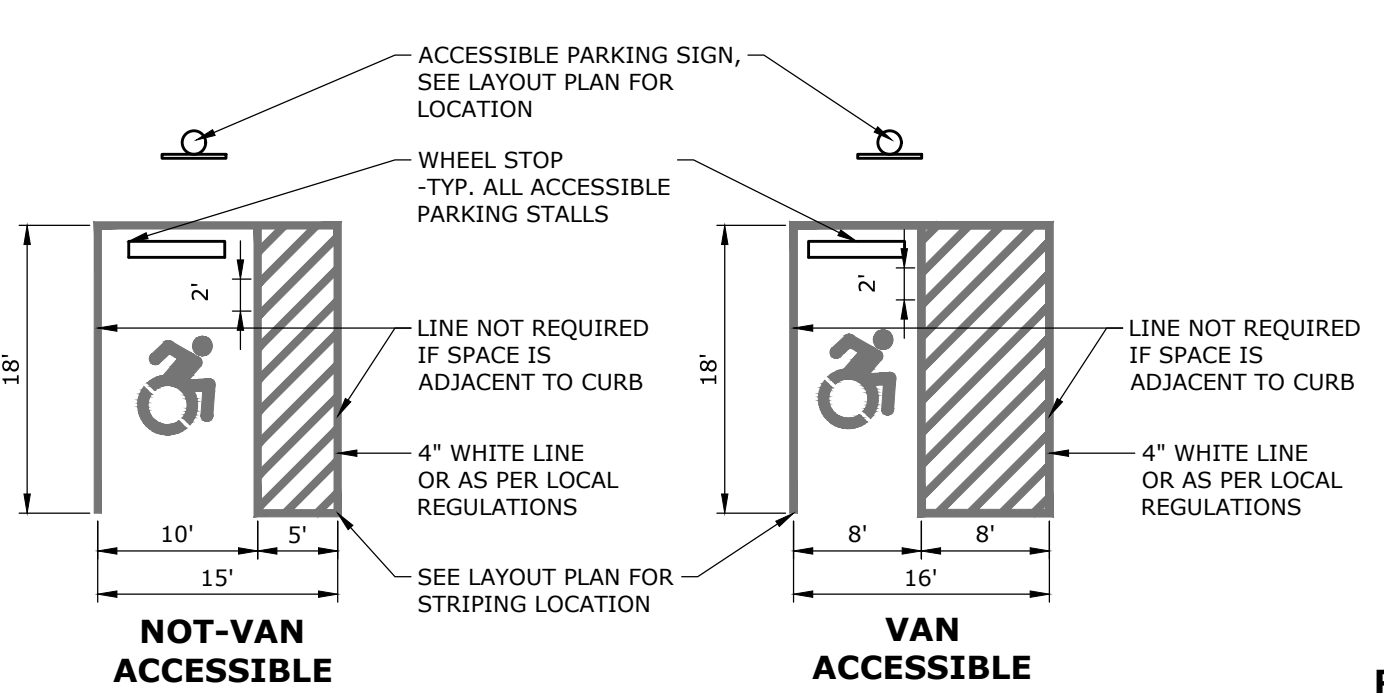 ACCESSIBLE PARKING SIGN,
SEE LAYOUT PLAN FOR
LOCATION
WHEEL STOP
-TYP. ALL ACCESSIBLE
PARKING STALLS
2'
2'
18'
18'
LINE NOT REQUIRED
IF SPACE IS
ADJACENT TO CURB
LINE NOT REQUIRED
IF SPACE IS
ADJACENT TO CURB
4" WHITE LINE
OR AS PER LOCAL
REGULATIONS
4" WHITE LINE
OR AS PER LOCAL
REGULATIONS
10'
5'
8'
8'
15'
16'
SEE LAYOUT PLAN FOR
STRIPING LOCATION
NOT-VAN
ACCESSIBLE
VAN
ACCESSIBLE